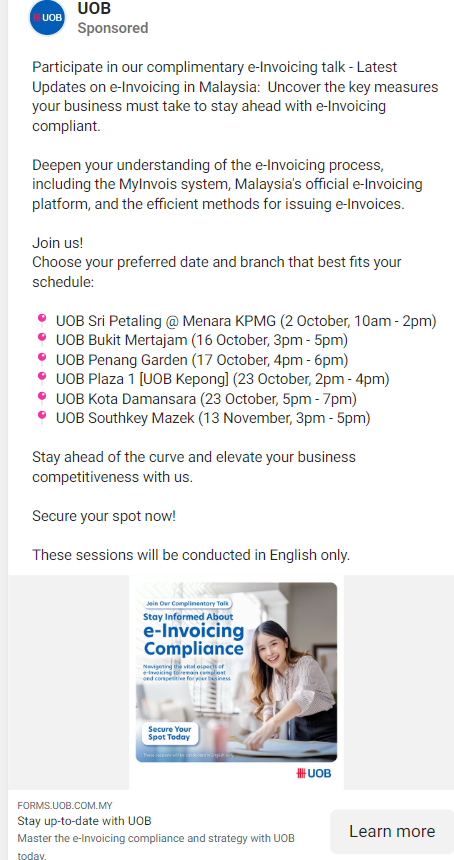 UOB
UOB
Sponsored
Participate in our complimentary e-Invoicing talk - Latest
Updates on e-Invoicing in Malaysia:  Uncover the key measures
your business must take to stay ahead with e-Invoicing
compliant.
Deepen your understanding of the e-Invoicing process,
including the MyInvois system, Malaysia's official e-Invoicing
platform, and the efficient methods for issuing e-Invoices.
Join us!
Choose your preferred date and branch that best fits your
schedule:
UOB Sri Petaling @ Menara KPMG (2 October, 10am - 2pm)
UOB Bukit Mertajam (16 October, 3pm - 5pm)
UOB Penang Garden (17 October, 4pm - 6pm)
UOB Plaza 1 [UOB Kepong] (23 October, 2pm - 4pm)
UOB Kota Damansara (23 October, 5pm - 7pm)
UOB Southkey Mazek (13 November, 3pm - 5pm)
Stay ahead of the curve and elevate your business
competitiveness with us.
Secure your spot now!
These sessions will be conducted in English only.
Join Our Complimentary Talk
Stay Informed About
e-Invoicing
Compliance
Navigating the vital aspects of
e-Invoicing to remain compliant
and competitive for your business
Secure Your
Spot Today
These sessions will be conducted in English only
UOB
FORMS.UOB.COM.MY
Stay up-to-date with UOB
Master the e-Invoicing compliance and strategy with UOB
today.
Learn more